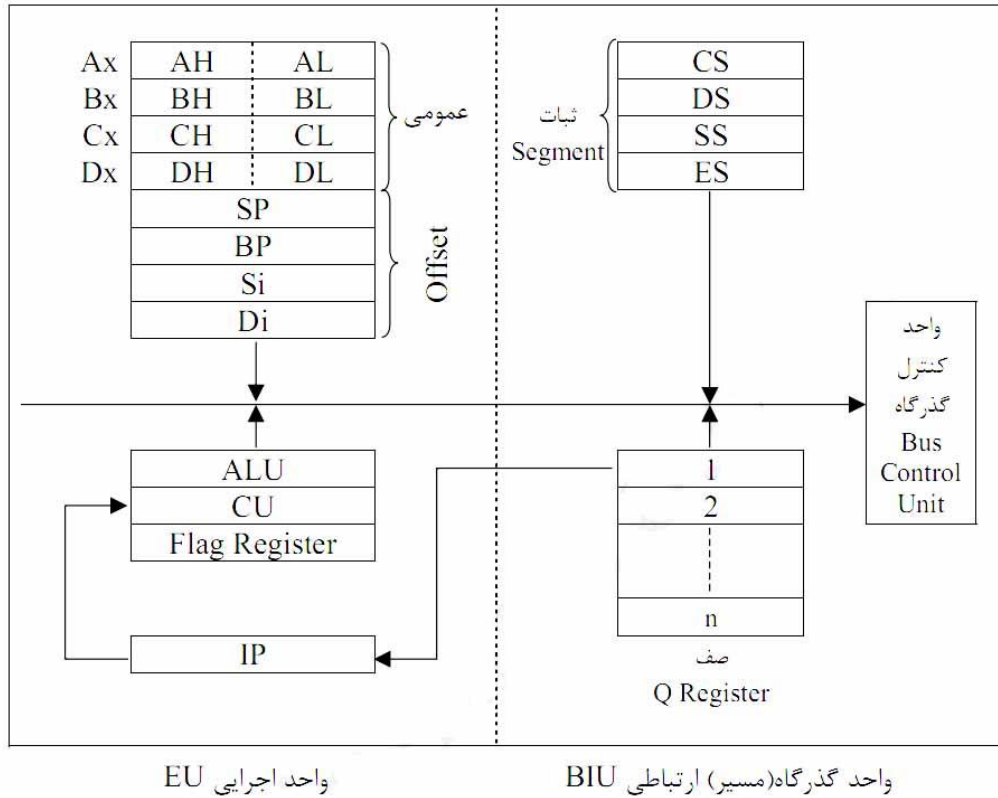 Ax AH AL
Bx BH BL
Cx CH CL
Dx DH DL
عمومی
SP
BP
Si
Di
Offset
ALU
CU
Flag Register
IP
CS
DS
SS
ES
ثبات
Segment
1
2
n
صف
Q Register
واحد
کنترل
گذرگاه
Bus
Control
Unit
واحد اجرایی EU
واحد گذرگاه(مسیر) ارتباطی BIU